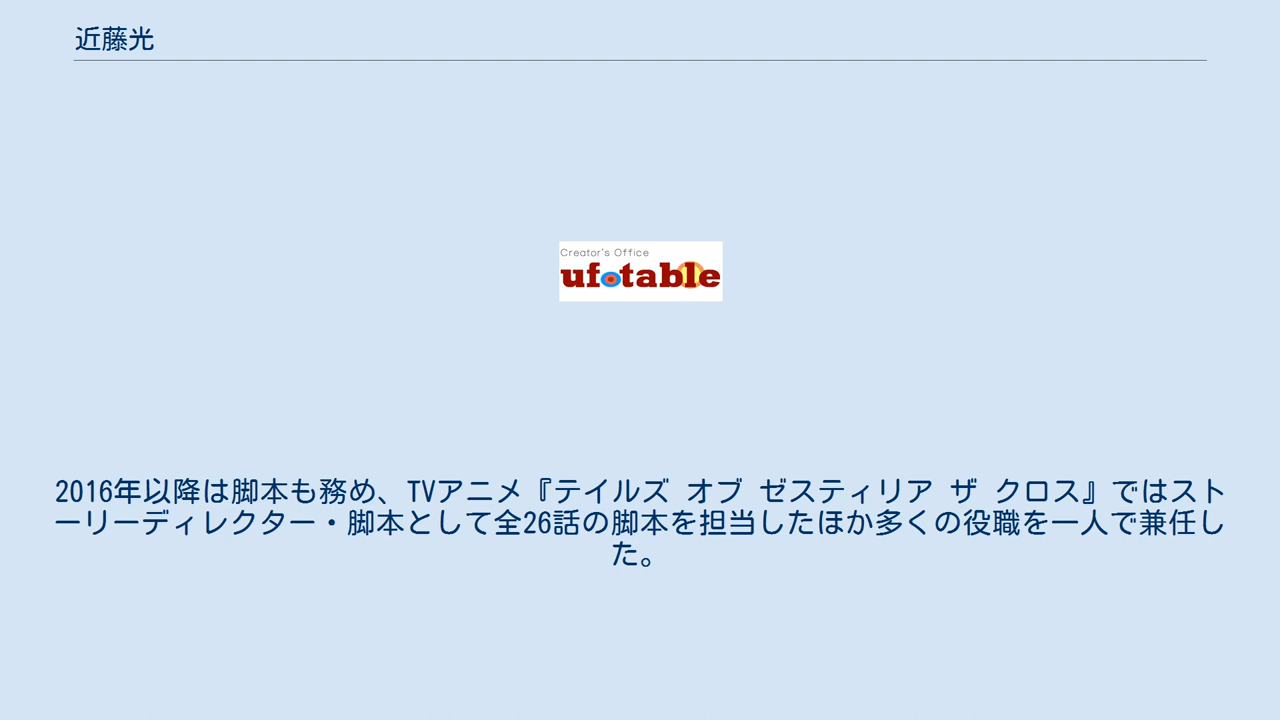 近藤光
Creator's Office
ufotable
2016年以降は脚本も務め、TVアニメ『テイルズ オブ ゼスティリア ザ クロス』ではスト
ーリーディレクター・脚本として全26話の脚本を担当したほか多くの役職を一人で兼任し
た。